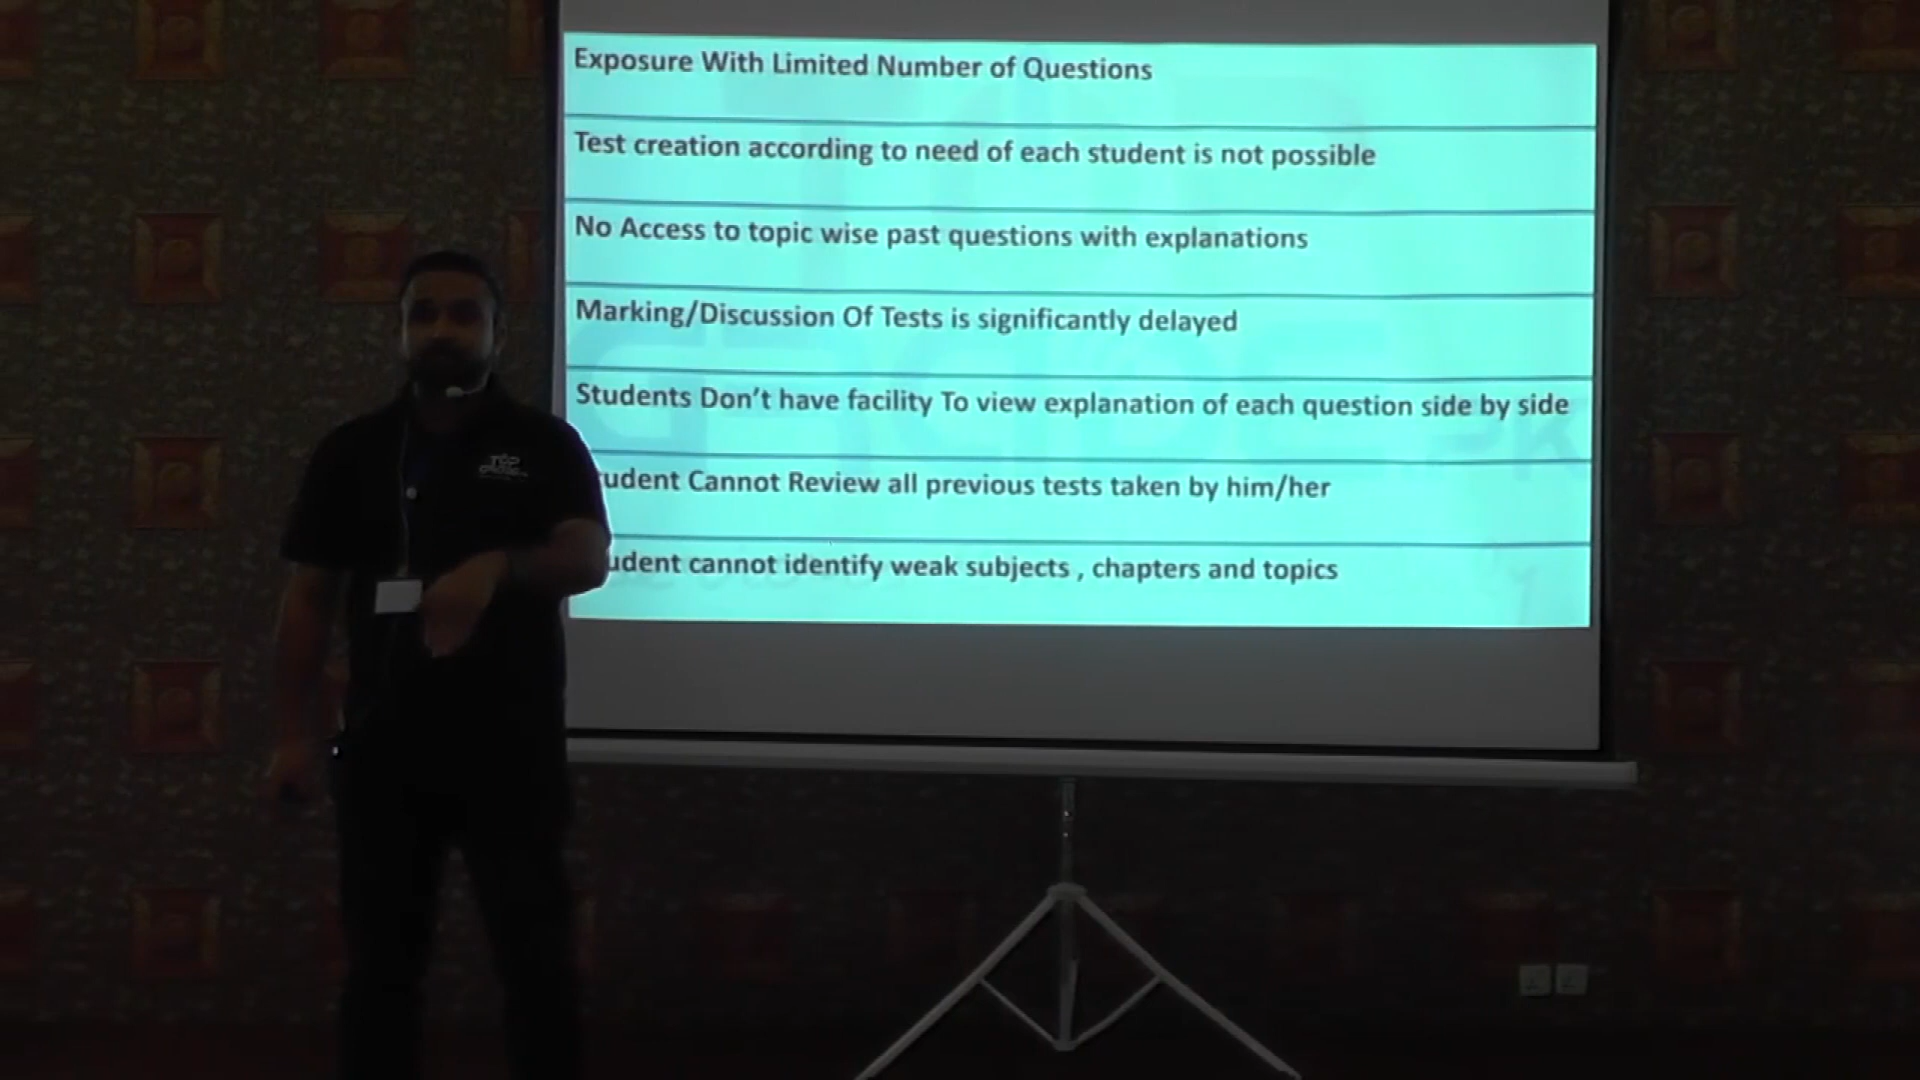 Exposure With Limited Number of Questions
Test creation according to need of each student is not possible
No Access to topic wise past questions with explanations
Marking/Discussion Of Tests is significantly delayed
Students Don't have facility To view explanation of each question side by side
udent Cannot Review all previous tests taken by him/her
udent cannot identify weak subjects , chapters and topics
TOP